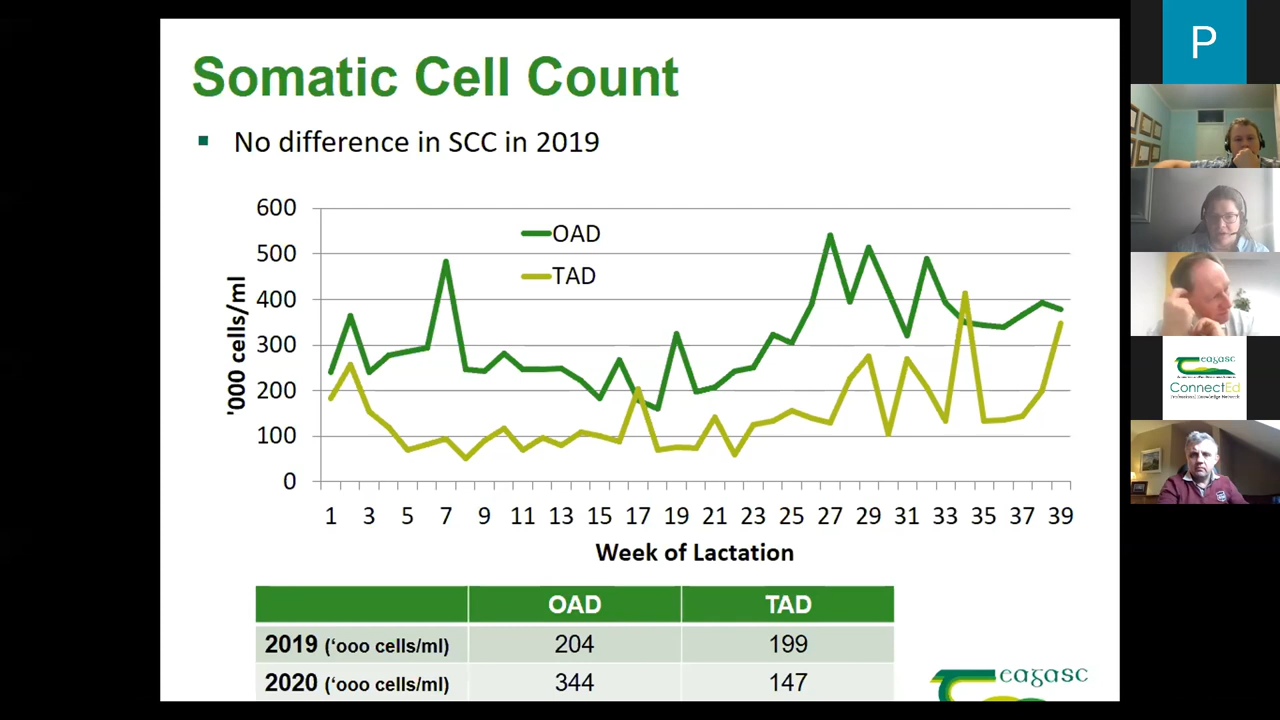 Somatic Cell Count
▪ No difference in SCC in 2019
600
500
400
300
200
100
0
'000 cells/ml
OAD
TAD
1 3 5 7 9 11 13 15 17 19 21 23 25 27 29 31 33 35 37 39
Week of Lactation
OAD TAD
2019 (‘ooo cells/ml) 204 199
2020 (‘ooo cells/ml) 344 147
eagasc
P
eagasc
ConnectEd